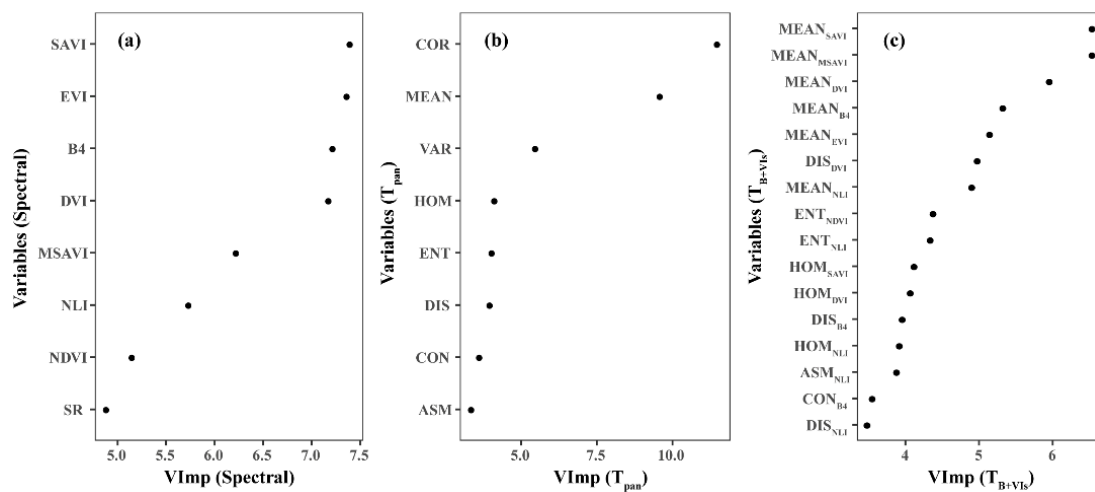 (a)
SAVI
EVI
B4
DVI
MSAVI
NLI
NDVI
SR
Variables (Spectral)
5.0 5.5 6.0 6.5 7.0 7.5
VImp (Spectral)
(b)
COR
MEAN
VAR
HOM
ENT
DIS
CON
ASM
Variables (Tpan)
5.0 7.5 10.0
VImp (Tpan)
(c)
MEANSAVI
MEANMSAVI
MEANDVI
MEANB4
MEANEVI
DISDVI
MEANNLI
ENTNDVI
ENTNLI
HOMSAVI
HOMDVI
DISB4
HOMNLI
ASMNLI
CONB4
DISNLI
Variables (TB+VIs)
4 5 6
VImp (TB+VIs)